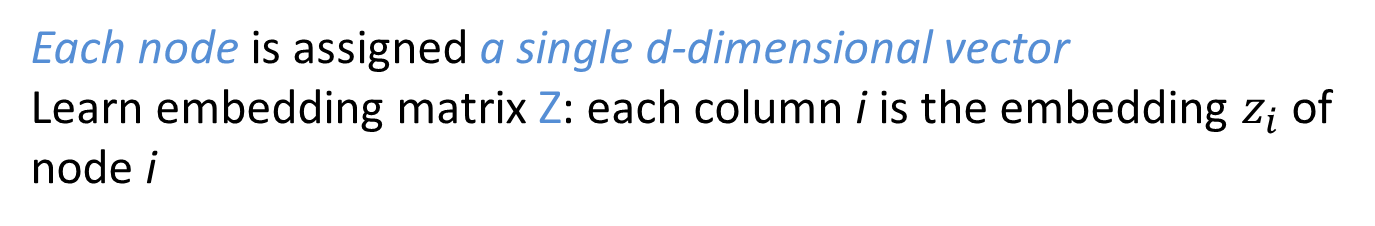 Each node is assigned a single d-dimensional vector
Learn embedding matrix Z: each column i is the embedding zᵢ of
node i